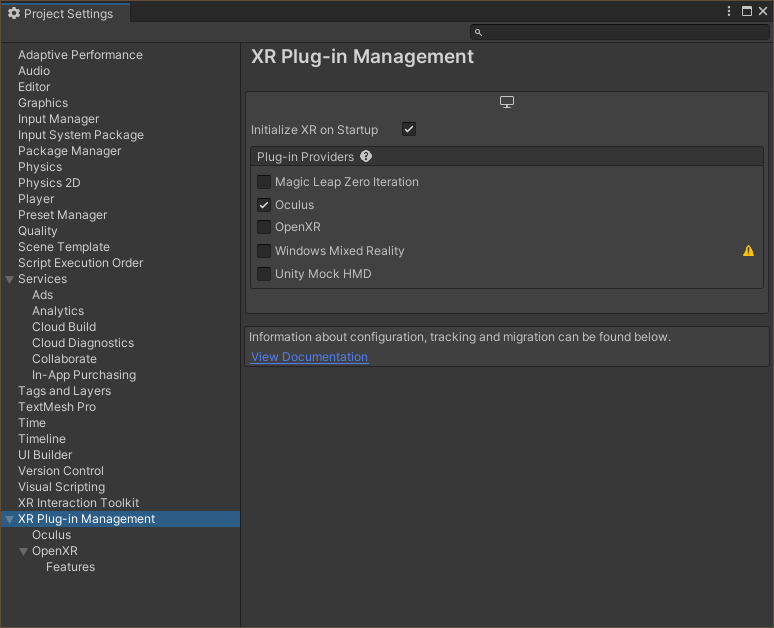 Project Settings
Adaptive Performance
Audio
Editor
Graphics
Input Manager
Input System Package
Package Manager
Physics
Physics 2D
Player
Preset Manager
Quality
Scene Template
Script Execution Order
Services
Ads
Analytics
Cloud Build
Cloud Diagnostics
Collaborate
In-App Purchasing
Tags and Layers
TextMesh Pro
Time
Timeline
UI Builder
Version Control
Visual Scripting
XR Interaction Toolkit
XR Plug-in Management
Oculus
OpenXR
Features
XR Plug-in Management
Initialize XR on Startup
Plug-in Providers
Magic Leap Zero Iteration
Oculus
OpenXR
Windows Mixed Reality
Unity Mock HMD
Information about configuration, tracking and migration can be found below.
View Documentation